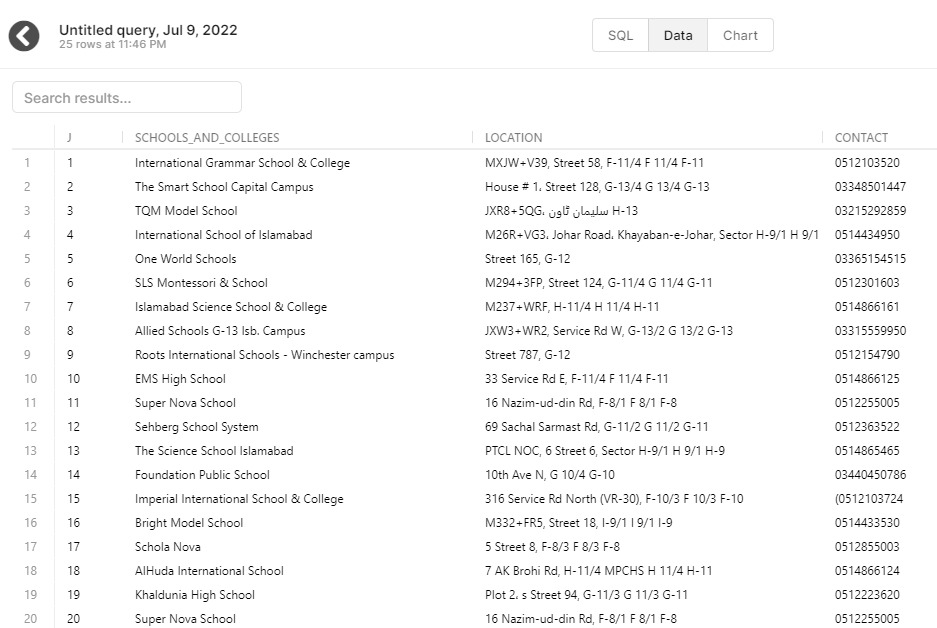 Untitled query, Jul 9, 2022
25 rows at 11:46 PM
SQL Data Chart
Search results...
J SCHOOLS_AND_COLLEGES LOCATION CONTACT
1 1 International Grammar School & College MXJW+V39, Street 58, F-11/4 F 11/4 F-11 0512103520
2 2 The Smart School Capital Campus House # 1، Street 128, G-13/4 G 13/4 G-13 03348501447
3 3 TQM Model School JXR8+5QG، سلیمان ٹاون H-13 03215292859
4 4 International School of Islamabad M26R+VG3، Johar Road، Khayaban-e-Johar, Sector H-9/1 H 9/1 0514434950
5 5 One World Schools Street 165, G-12 03365154515
6 6 SLS Montessori & School M294+3FP, Street 124, G-11/4 G 11/4 G-11 0512301603
7 7 Islamabad Science School & College M237+WRF, H-11/4 H 11/4 H-11 0514866161
8 8 Allied Schools G-13 Isb. Campus JXW3+WR2, Service Rd W, G-13/2 G 13/2 G-13 03315559950
9 9 Roots International Schools - Winchester campus Street 787, G-12 0512154790
10 10 EMS High School 33 Service Rd E, F-11/4 F 11/4 F-11 0514866125
11 11 Super Nova School 16 Nazim-ud-din Rd, F-8/1 F 8/1 F-8 0512255005
12 12 Sehberg School System 69 Sachal Sarmast Rd, G-11/2 G 11/2 G-11 0512363522
13 13 The Science School Islamabad PTCL NOC, 6 Street 6, Sector H-9/1 H 9/1 H-9 0514865465
14 14 Foundation Public School 10th Ave N, G 10/4 G-10 03440450786
15 15 Imperial International School & College 316 Service Rd North (VR-30), F-10/3 F 10/3 F-10 (0512103724
16 16 Bright Model School M332+FR5, Street 18, I-9/1 I 9/1 I-9 0514433530
17 17 Schola Nova 5 Street 8, F-8/3 F 8/3 F-8 0512855003
18 18 AlHuda International School 7 AK Brohi Rd, H-11/4 MPCHS H 11/4 H-11 0514866124
19 19 Khaldunia High School Plot 2، s Street 94, G-11/3 G 11/3 G-11 0512223620
20 20 Super Nova School 16 Nazim-ud-din Rd, F-8/1 F 8/1 F-8 0512255005